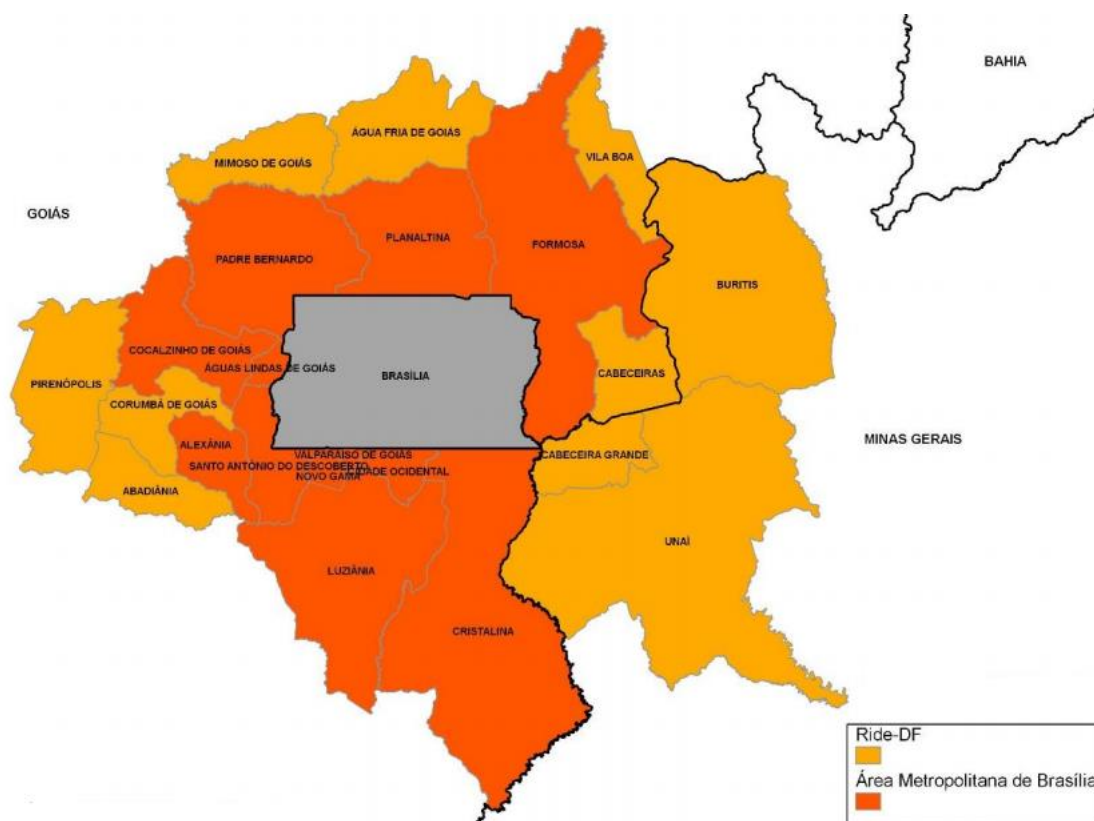 BAHIA
ÁGUA FRIA DE GOIÁS
MIMOSO DE GOIÁS
VILA BOA
GOIÁS
PLANALTINA
FORMOSA
PADRE BERNARDO
BURITIS
COCALZINHO DE GOIÁS
ÁGUAS LINDAS DE GOIÁS
BRASÍLIA
CABECEIRAS
PIRENÓPOLIS
CORUMBÁ DE GOIÁS
MINAS GERAIS
ALEXÂNIA
VALPARAÍSO DE GOIÁS
CABECEIRA GRANDE
SANTO ANTÔNIO DO DESCOBERTO
CIDADE OCIDENTAL
NOVO GAMA
ABADIÂNIA
UNAÍ
LUZIÂNIA
CRISTALINA
Ride-DF
Área Metropolitana de Brasília